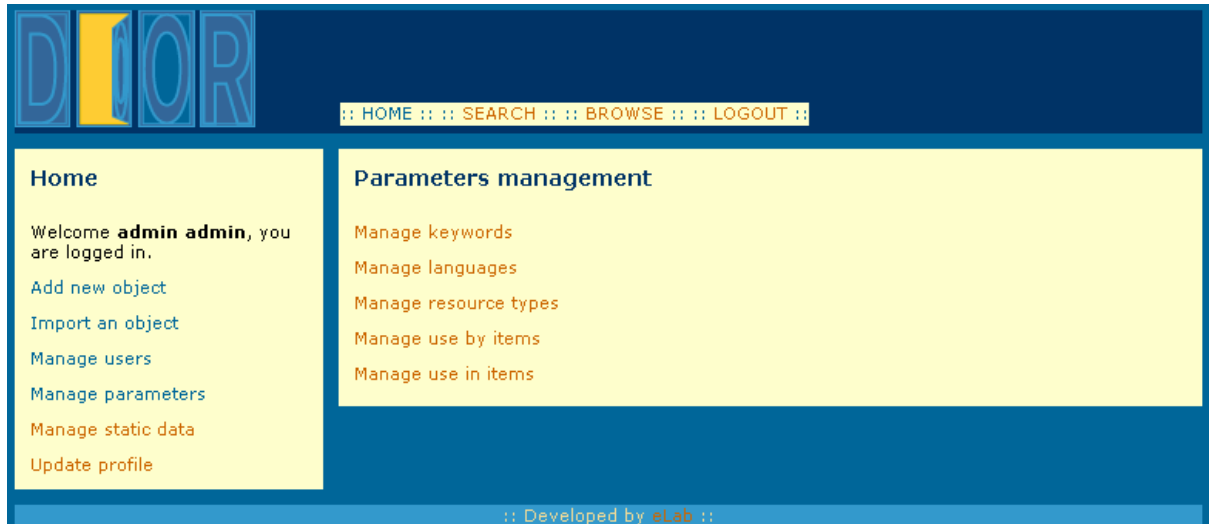 DOOR
:: HOME :: :: SEARCH :: :: BROWSE :: :: LOGOUT ::
Home
Welcome admin admin, you
are logged in.
Add new object
Import an object
Manage users
Manage parameters
Manage static data
Update profile
Parameters management
Manage keywords
Manage languages
Manage resource types
Manage use by items
Manage use in items
:: Developed by eLab ::